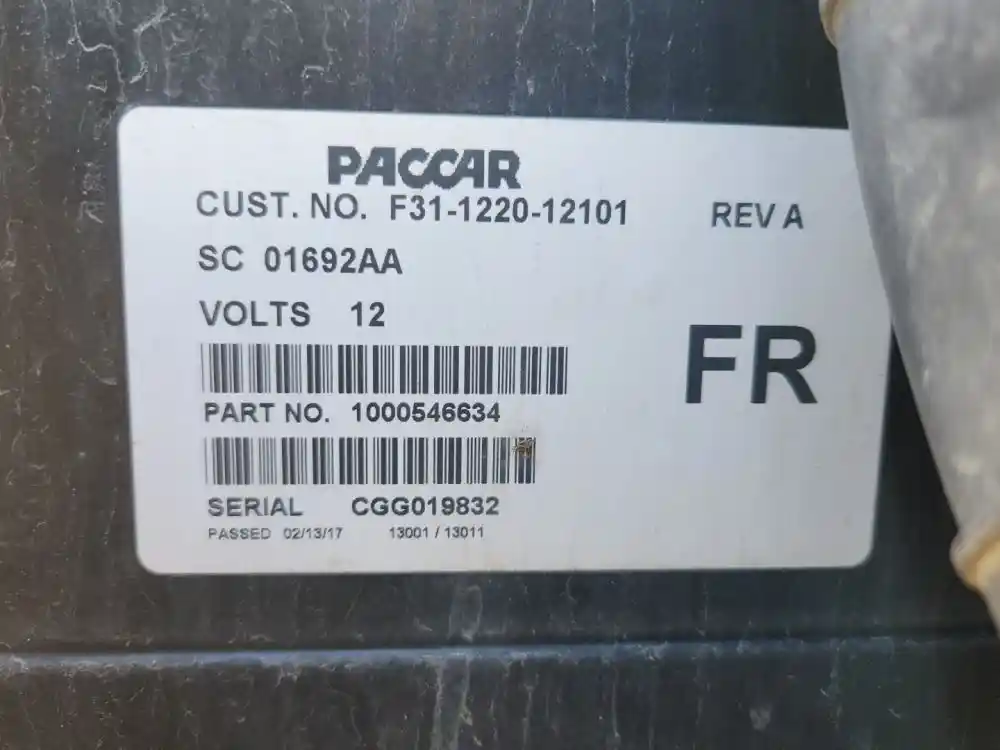 PACCAR
CUST. NO. F31-1220-12101 REV A
SC 01692AA
VOLTS 12
FR
PART NO. 1000546634
SERIAL CGG019832
PASSED 02/13/17 13001 / 13011